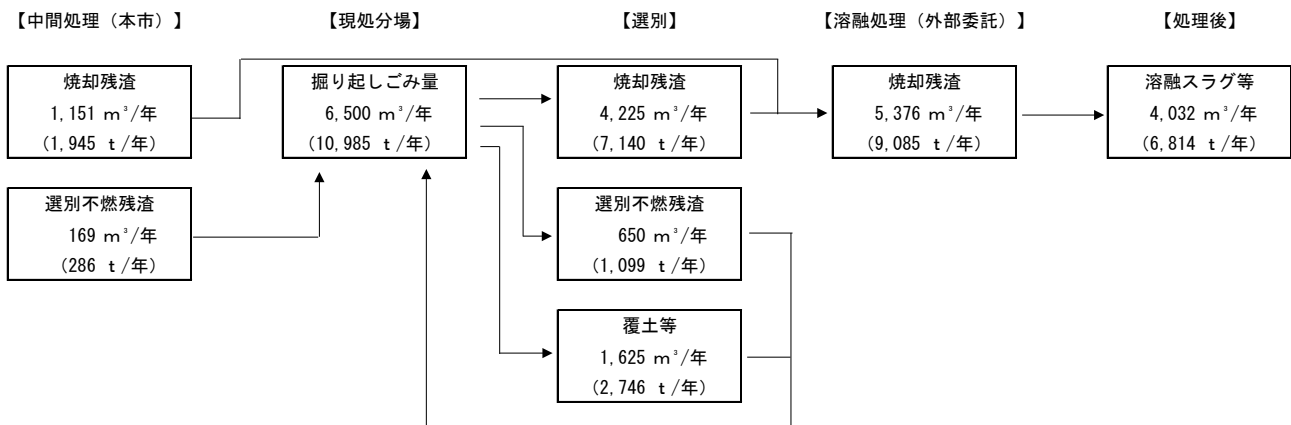 【中間処理（本市）】
【現処分場】
【選別】
【溶融処理（外部委託）】
【処理後】
焼却残渣
1,151 ｍ³/年
(1,945 ｔ/年)
掘り起しごみ量
6,500 ｍ³/年
(10,985 ｔ/年)
焼却残渣
4,225 ｍ³/年
(7,140 ｔ/年)
焼却残渣
5,376 ｍ³/年
(9,085 ｔ/年)
溶融スラグ等
4,032 ｍ³/年
(6,814 ｔ/年)
選別不燃残渣
169 ｍ³/年
(286 ｔ/年)
選別不燃残渣
650 ｍ³/年
(1,099 ｔ/年)
覆土等
1,625 ｍ³/年
(2,746 ｔ/年)